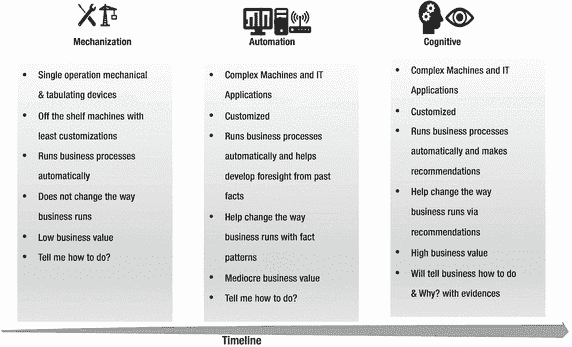 Mechanization
• Single operation mechanical
& tabulating devices
• Off the shelf machines with
least customizations
• Runs business processes
automatically
• Does not change the way
business runs
• Low business value
• Tell me how to do?
Automation
• Complex Machines and IT
Applications
• Customized
• Runs business processes
automatically and helps
develop foresight from past
facts
• Help change the way
business runs with fact
patterns
• Mediocre business value
• Tell me how to do?
Cognitive
• Complex Machines and IT
Applications
• Customized
• Runs business processes
automatically and makes
recommendations
• Help change the way
business runs via
recommendations
• High business value
• Will tell business how to do
& Why? with evidences
Timeline